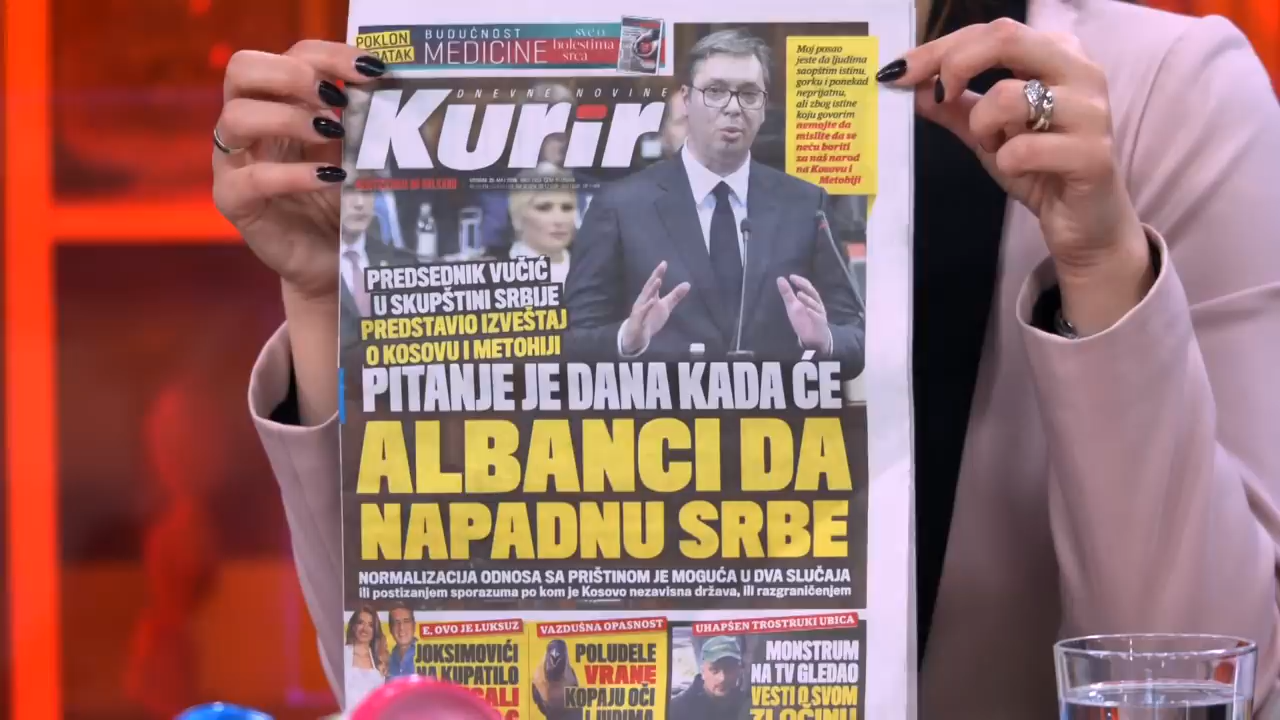 POKLON
BUDUĆNOST
MEDICINE
sve o
bolestima
srca
DNEVNE NOVINE
Kurir
Moj posao
jeste da ljudima
saopštim istinu,
gorku i ponekad
neprijatnu,
ali zbog istine
koju govorim
nemojte da
mislite da se
neću boriti
za naš narod
na Kosovu i
Metohiji
PREDSEDNIK VUČIĆ
U SKUPŠTINI SRBIJE
PREDSTAVIO IZVEŠTAJ
O KOSOVU I METOHIJI
PITANJE JE DANA KADA ĆE
ALBANCI DA
NAPADNU SRBE
NORMALIZACIJA ODNOSA SA PRIŠTINOM JE MOGUĆA U DVA SLUČAJA
ili postizanjem sporazuma po kom je Kosovo nezavisna država, ili razgraničenjem
E, OVO JE LUKSUZ
JOKSIMOVIĆI
NA KUPATILO
VAZDUŠNA OPASNOST
POLUDELE
VRANE
KOPAJU OČI
LJUDIMA
UHAPŠEN TROSTRUKI UBICA
MONSTRUM
NA TV GLEDAO
VESTI O SVOM
ZLOČINU